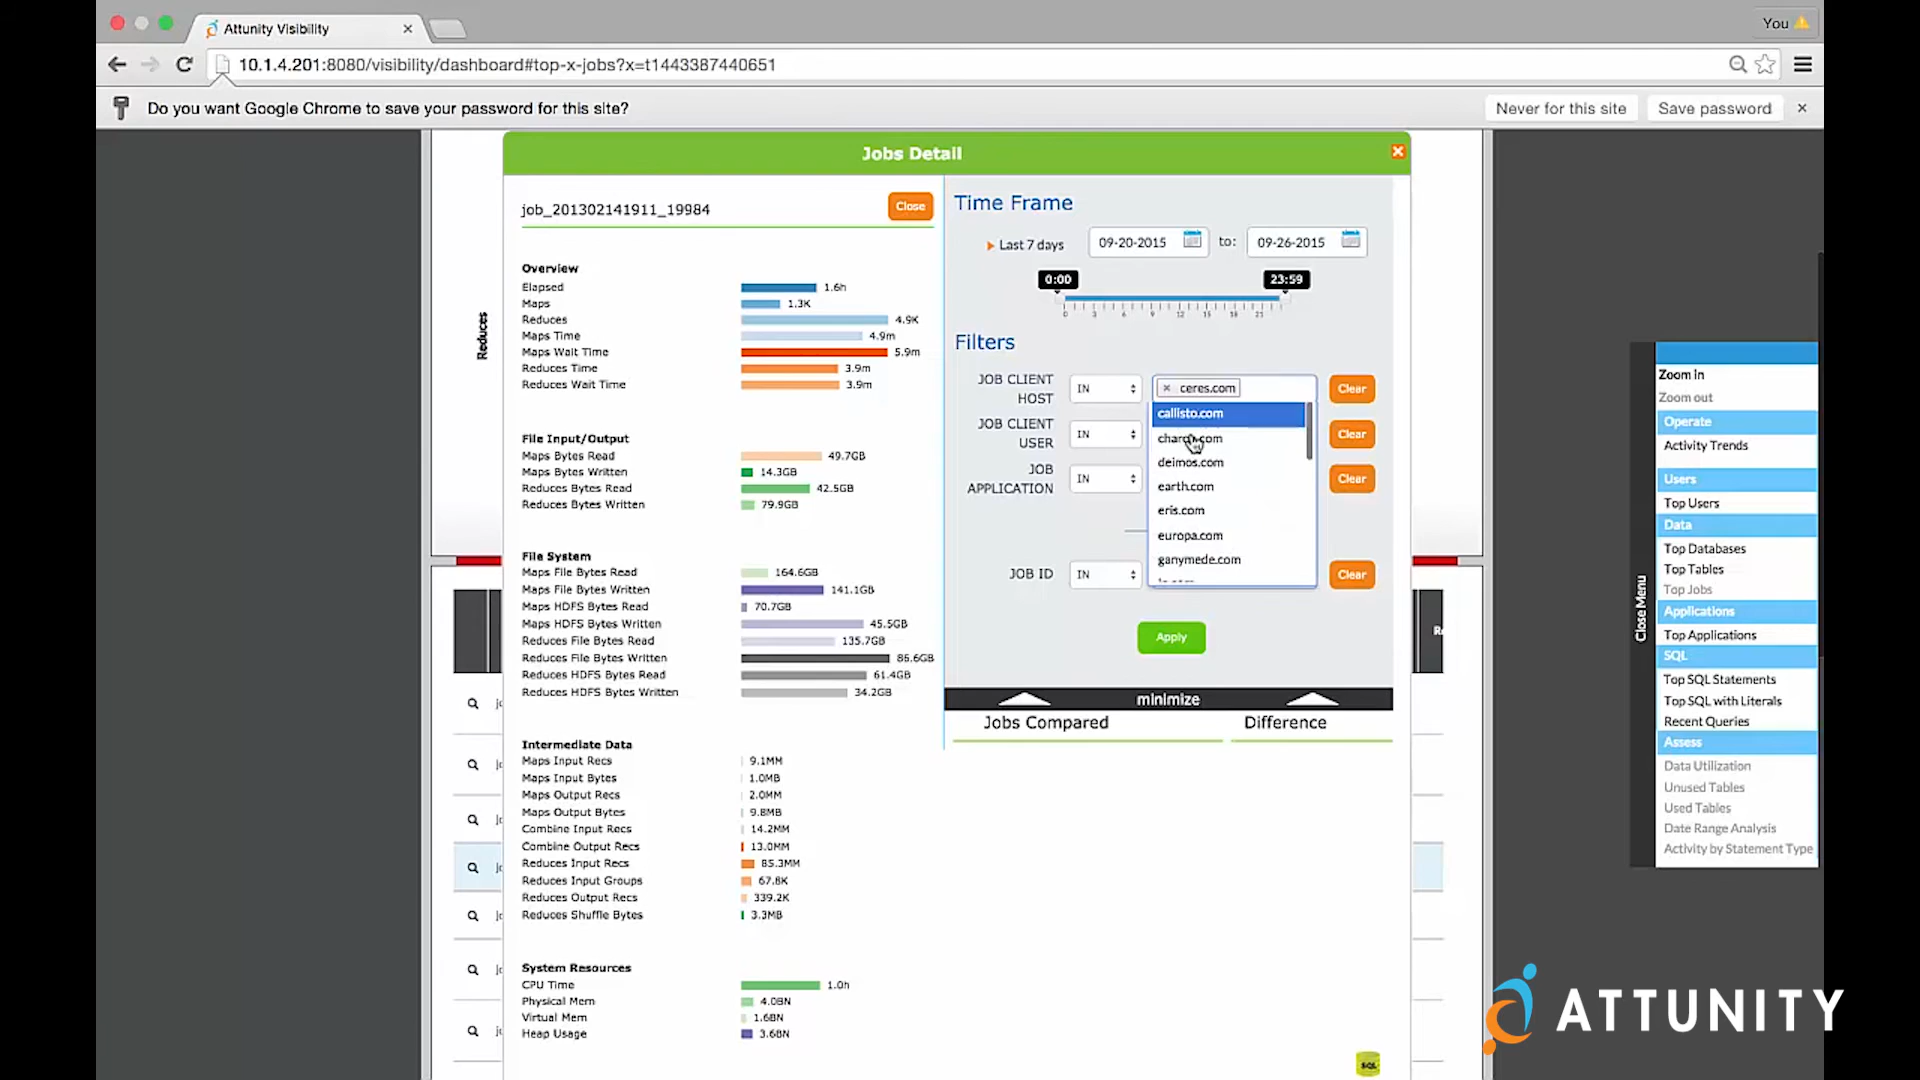 Attunity Visibility
You
10.1.4.201:8080/visibility/dashboard#top-x-jobs?x=t1443387440651
Do you want Google Chrome to save your password for this site?
Never for this site
Save password
Jobs Detail
job_201302141911_19984
Close
Overview
Elapsed 1.6h
Maps 1.3K
Reduces 4.9K
Maps Time 4.9m
Maps Wait Time 5.9m
Reduces Time 3.9m
Reduces Wait Time 3.9m
File Input/Output
Maps Bytes Read 49.7GB
Maps Bytes Written 14.3GB
Reduces Bytes Read 42.5GB
Reduces Bytes Written 79.9GB
File System
Maps File Bytes Read 164.6GB
Maps File Bytes Written 141.1GB
Maps HDFS Bytes Read 70.7GB
Maps HDFS Bytes Written 45.5GB
Reduces File Bytes Read 135.7GB
Reduces File Bytes Written 86.6GB
Reduces HDFS Bytes Read 61.4GB
Reduces HDFS Bytes Written 34.2GB
Intermediate Data
Maps Input Recs 9.1MM
Maps Input Bytes 1.0MB
Maps Output Recs 2.0MM
Maps Output Bytes 9.8MB
Combine Input Recs 14.2MM
Combine Output Recs 13.0MM
Reduces Input Recs 85.3MM
Reduces Input Groups 67.8K
Reduces Output Recs 339.2K
Reduces Shuffle Bytes 3.3MB
System Resources
CPU Time 1.0h
Physical Mem 4.0BN
Virtual Mem 1.6BN
Heap Usage 3.6BN
Reduces
Time Frame
Last 7 days 09-20-2015 to: 09-26-2015
0:00 23:59
0 3 6 9 12 15 18 21
Filters
JOB CLIENT
HOST
IN
ceres.com
Clear
JOB CLIENT
USER
IN
Clear
JOB
APPLICATION
IN
Clear
callisto.com
deimos.com
earth.com
eris.com
europa.com
ganymede.com
JOB ID
IN
Clear
Apply
minimize
Jobs Compared
Difference
SQL
Close Menu
Zoom in
Zoom out
Operate
Activity Trends
Users
Top Users
Data
Top Databases
Top Tables
Top Jobs
Applications
Top Applications
SQL
Top SQL Statements
Top SQL with Literals
Recent Queries
Assess
Data Utilization
Unused Tables
Used Tables
Date Range Analysis
Activity by Statement Type
ATTUNITY